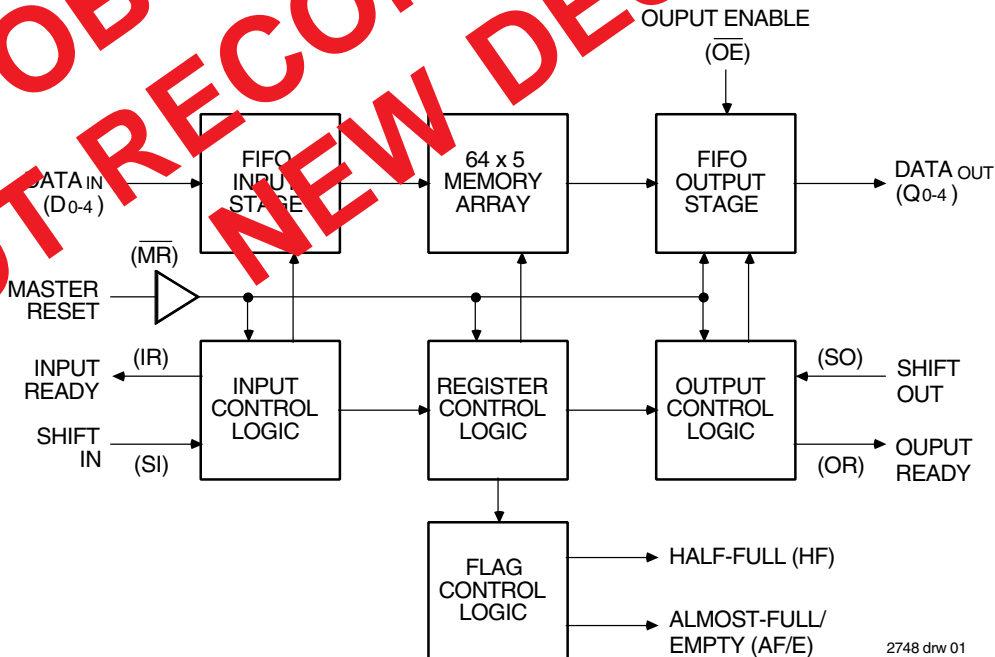 OUPUT ENABLE
(OE)
NOT RECOM
NEW DES
DATA IN
(D0-4)
FIFO
INPUT
STAGE
64 x 5
MEMORY
ARRAY
FIFO
OUTPUT
STAGE
DATA OUT
(Q0-4)
(MR)
MASTER
RESET
INPUT
READY
(IR)
SHIFT
IN
(SI)
INPUT
CONTROL
LOGIC
REGISTER
CONTROL
LOGIC
OUTPUT
CONTROL
LOGIC
(SO)
SHIFT
OUT
(OR)
OUPUT
READY
FLAG
CONTROL
LOGIC
HALF-FULL (HF)
ALMOST-FULL/
EMPTY (AF/E)
2748 drw 01